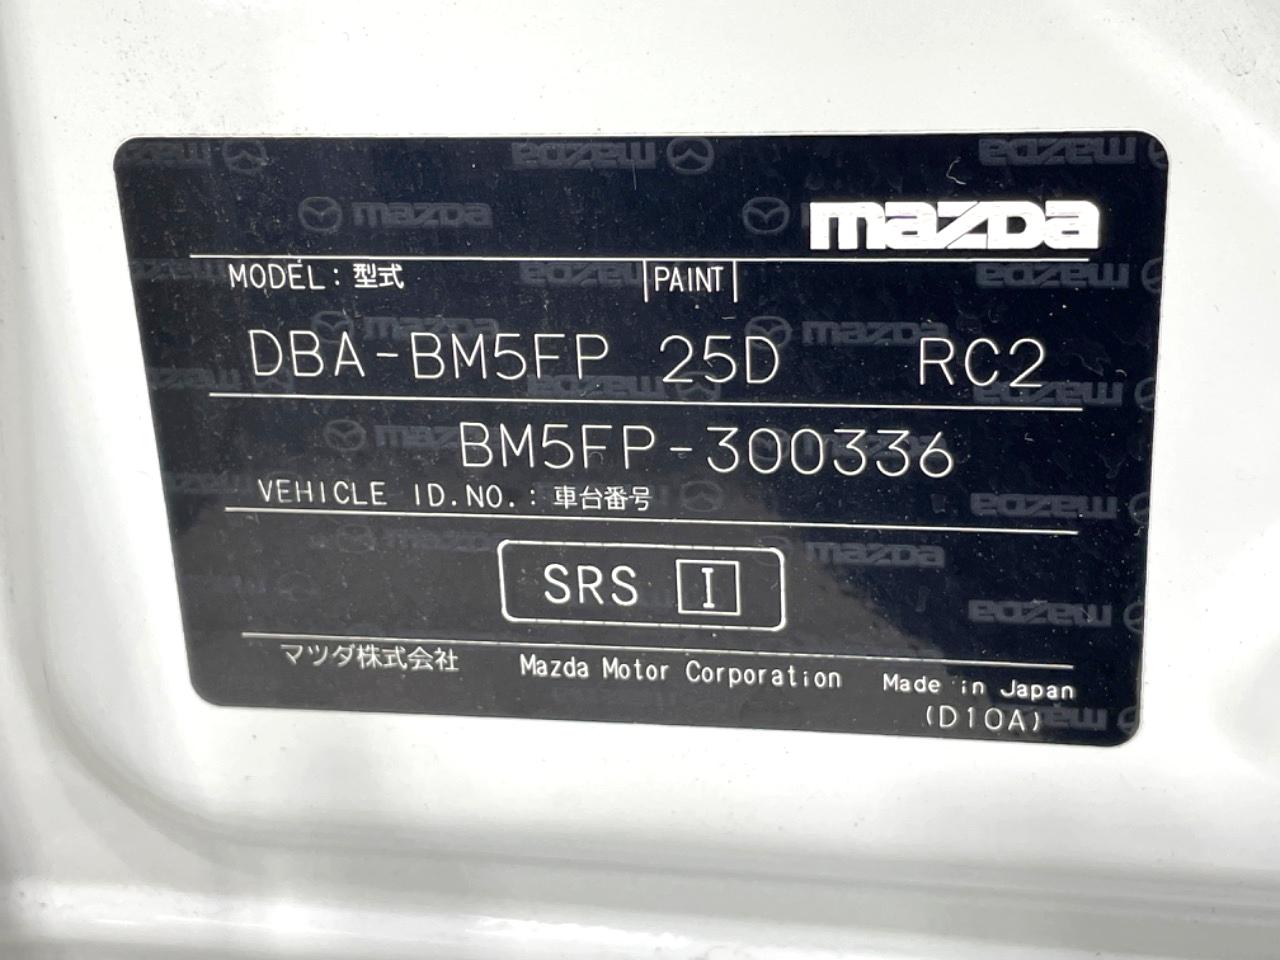 mazda
MODEL : 型式 PAINT
DBA-BM5FP 25D RC2
BM5FP-300336
VEHICLE ID.NO. : 車台番号
SRS I
マツダ株式会社 Mazda Motor Corporation Made in Japan
(D10A)